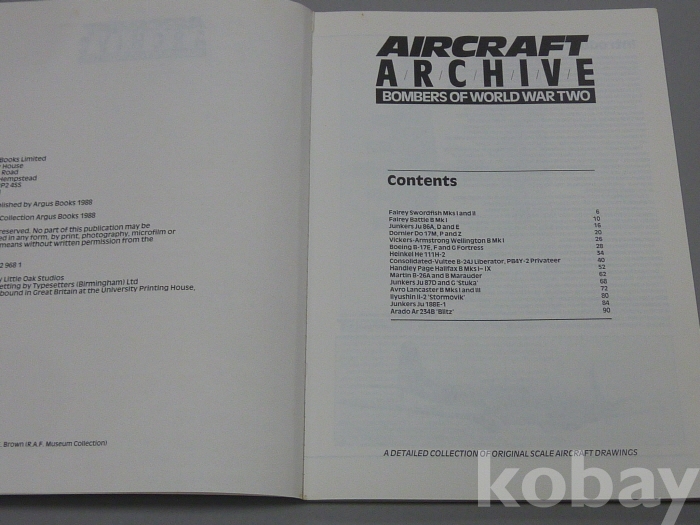 Books Limited
House
Road
Hempstead
P2 4SS
blished by Argus Books 1988
Collection Argus Books 1988
reserved. No part of this publication may be
ed in any form, by print, photography, microfilm or
means without written permission from the
2 968 1
y Little Oak Studios
etting by Typesetters (Birmingham) Ltd
bound in Great Britain at the University Printing House,
. Brown (R.A.F. Museum Collection)
AIRCRAFT
ARCHIVE
BOMBERS OF WORLD WAR TWO
Contents
Fairey Swordfish Mks I and II 6
Fairey Battle B Mk I 10
Junkers Ju 86A, D and E 16
Dornier Do 17M, P and Z 20
Vickers-Armstrong Wellington B Mk I 26
Boeing B-17E, F and G Fortress 28
Heinkel He 111H-2 34
Consolidated-Vultee B-24J Liberator, PB4Y-2 Privateer 40
Handley Page Halifax B Mks I–IX 52
Martin B-26A and B Marauder 62
Junkers Ju 87D and G 'Stuka' 68
Avro Lancaster B Mks I and III 72
Ilyushin Il-2 'Stormovik' 80
Junkers Ju 188E-1 84
Arado Ar 234B 'Blitz' 90
A DETAILED COLLECTION OF ORIGINAL SCALE AIRCRAFT DRAWINGS
kobay